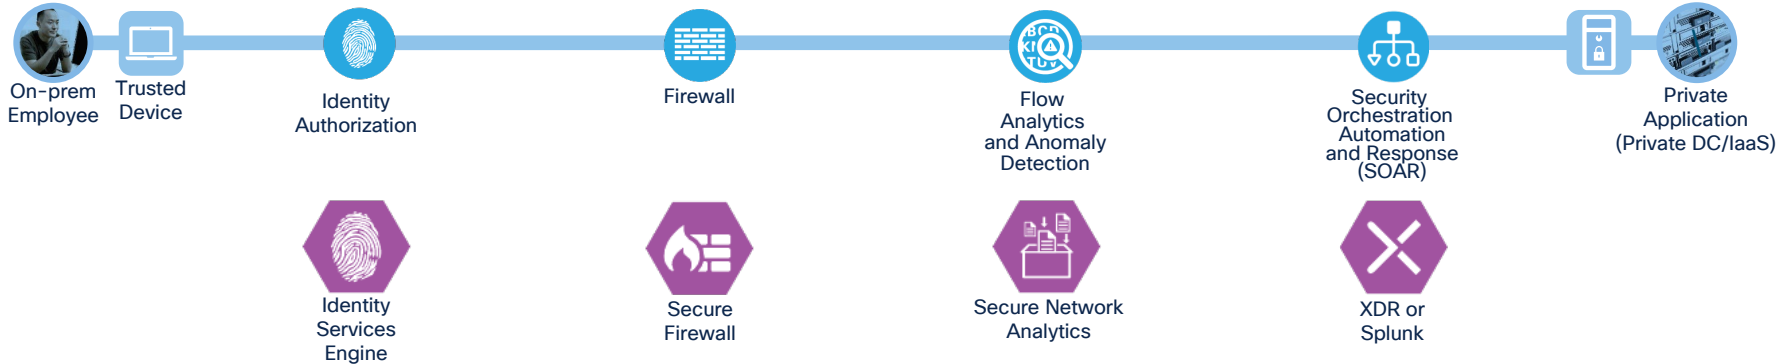 On-prem
Employee
Trusted
Device
Identity
Authorization
Firewall
Flow
Analytics
and Anomaly
Detection
Security
Orchestration
Automation
and Response
(SOAR)
Private
Application
(Private DC/IaaS)
Identity
Services
Engine
Secure
Firewall
Secure Network
Analytics
XDR or
Splunk